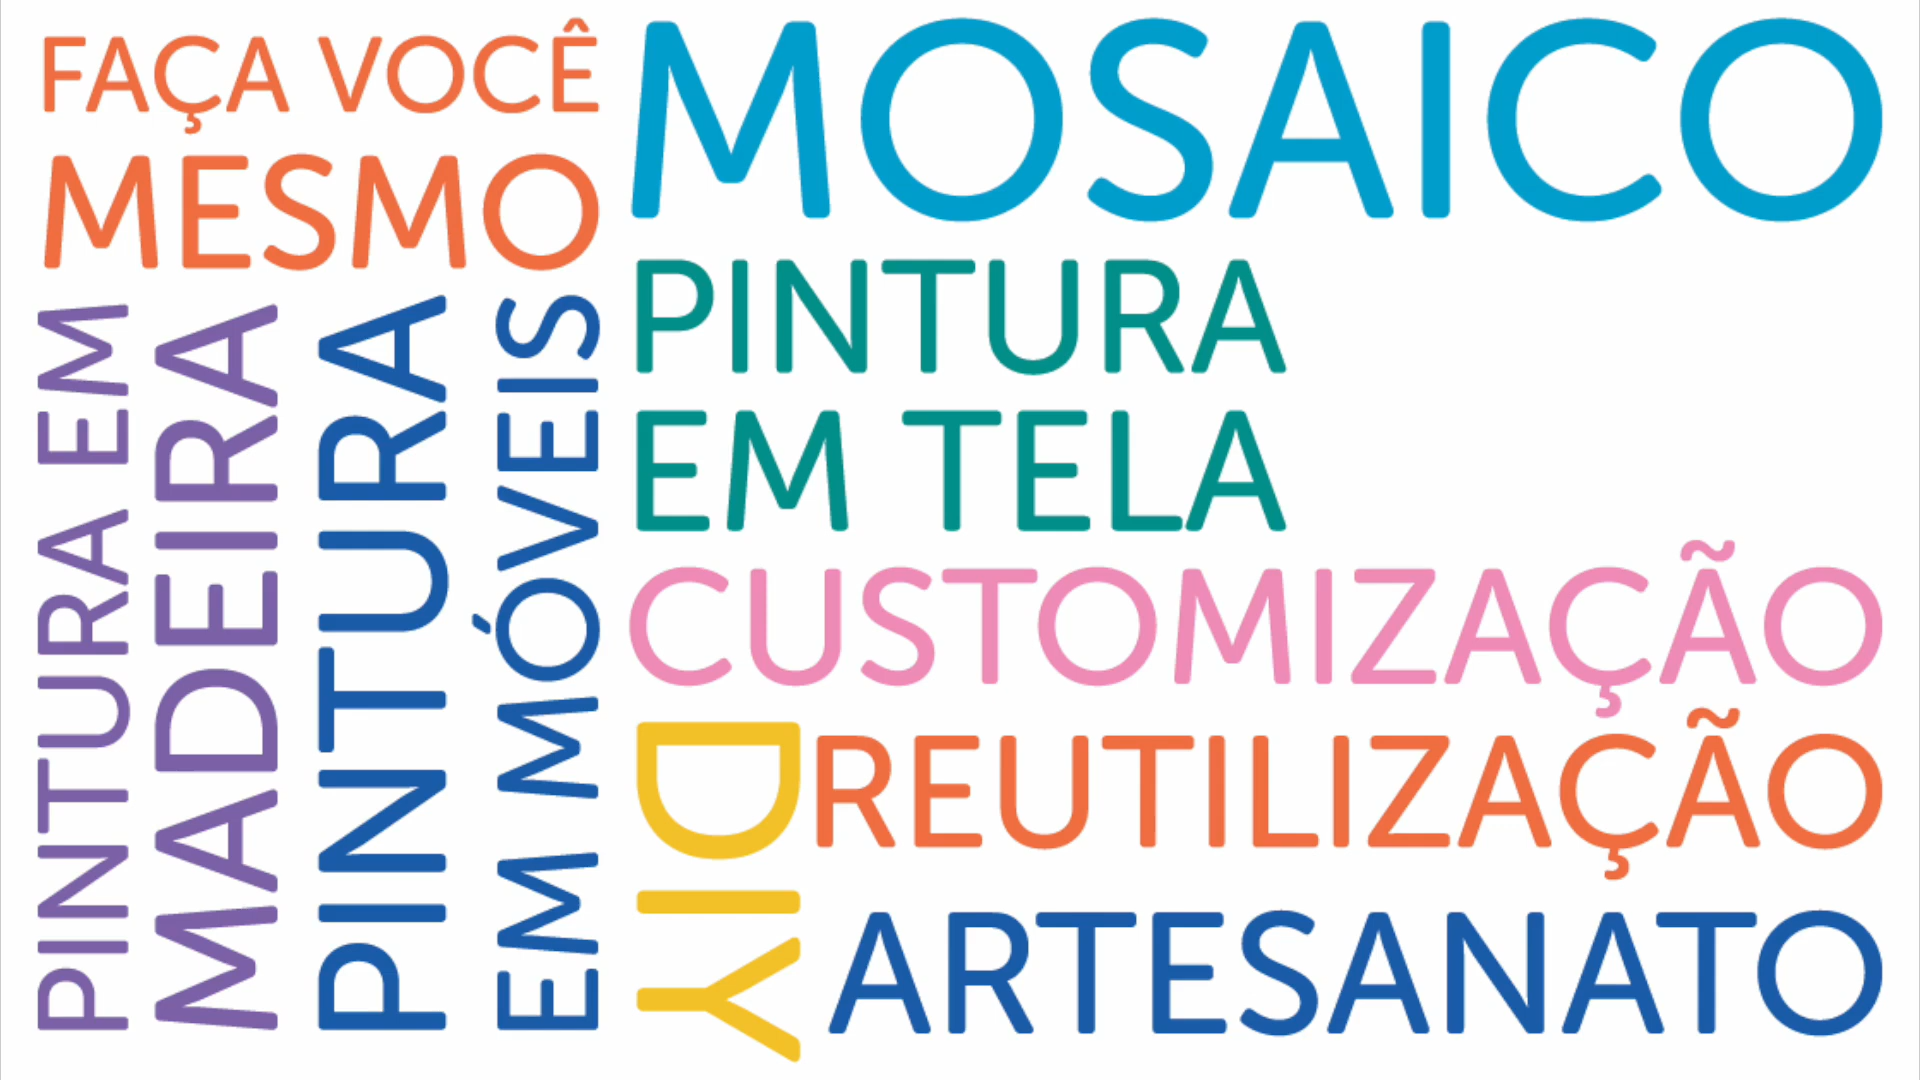 FAÇA VOCÊ
MESMO
MOSAICO
PINTURA EM
MADEIRA
PINTURA
EM MÓVEIS
PINTURA
EM TELA
CUSTOMIZAÇÃO
DIY
REUTILIZAÇÃO
ARTESANATO